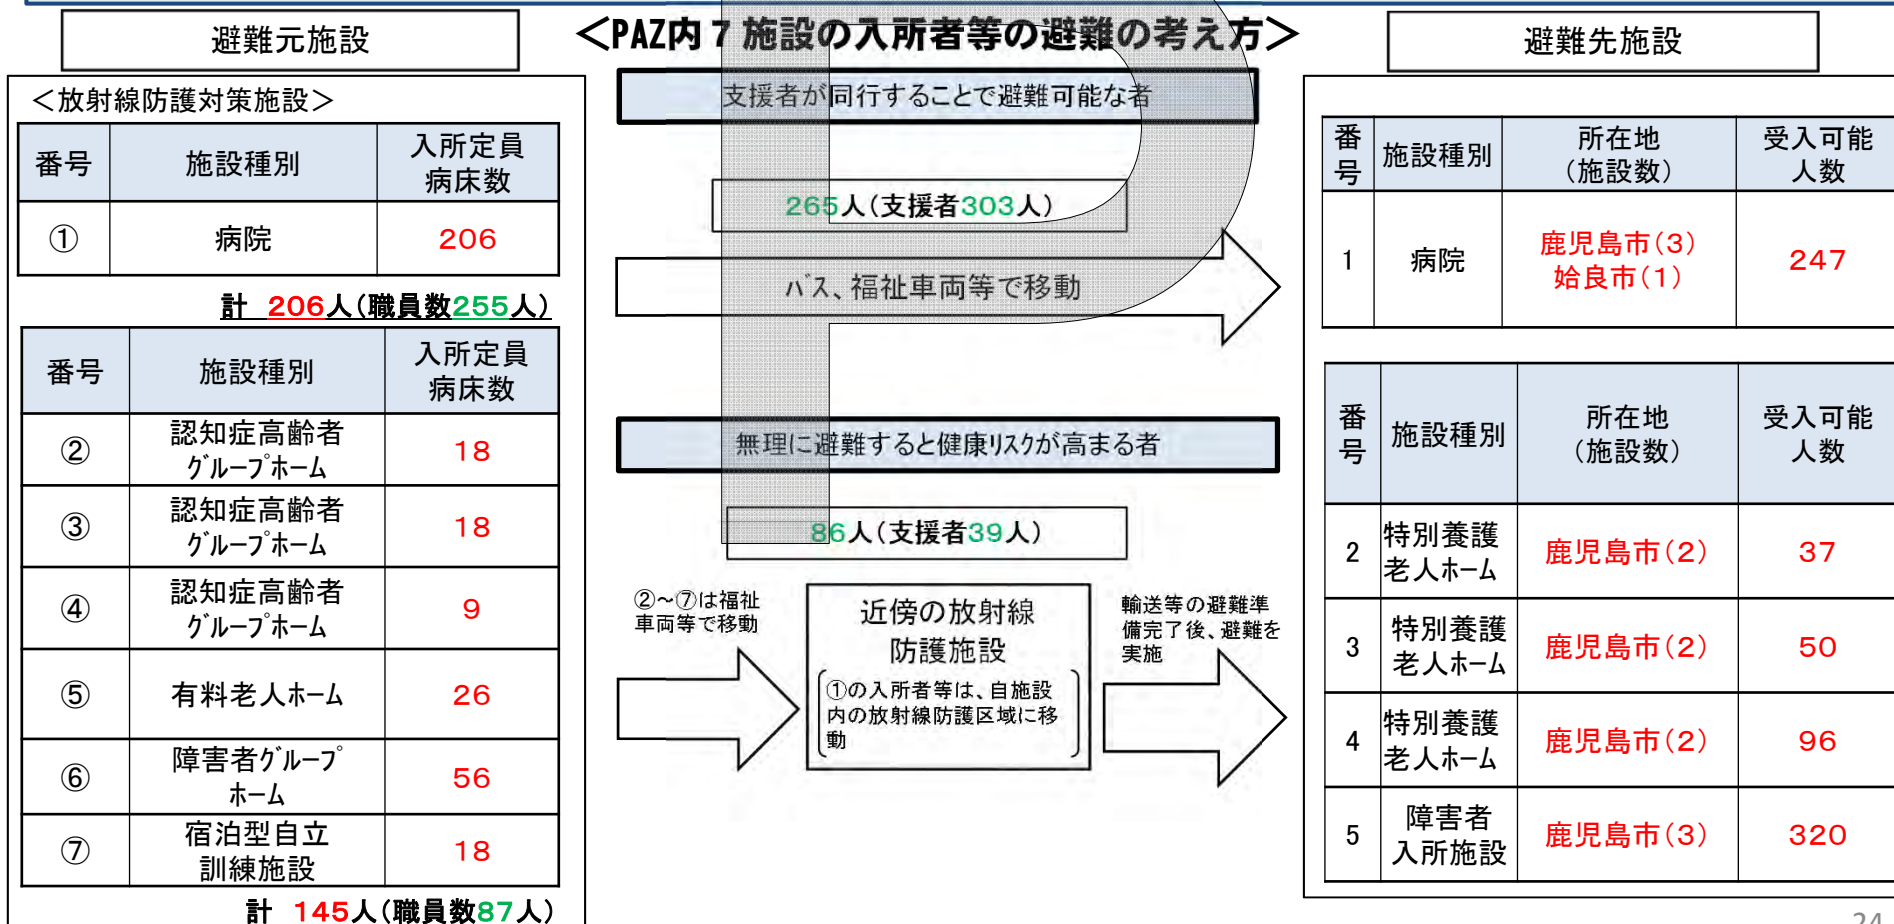 ＜PAZ内７施設の入所者等の避難の考え方＞
避難元施設
＜放射線防護対策施設＞
番号 施設種別 入所定員
病床数
① 病院 206
計 206人(職員数255人)
番号 施設種別 入所定員
病床数
② 認知症高齢者
ｸﾞﾙｰﾌﾟﾎｰﾑ 18
③ 認知症高齢者
ｸﾞﾙｰﾌﾟﾎｰﾑ 18
④ 認知症高齢者
ｸﾞﾙｰﾌﾟﾎｰﾑ 9
⑤ 有料老人ﾎｰﾑ 26
⑥ 障害者ｸﾞﾙｰﾌﾟ
ﾎｰﾑ 56
⑦ 宿泊型自立
訓練施設 18
計 145人(職員数87人)
支援者が同行することで避難可能な者
265人(支援者303人)
ﾊﾞｽ、福祉車両等で移動
無理に避難すると健康ﾘｽｸが高まる者
86人(支援者39人)
②～⑦は福祉
車両等で移動
近傍の放射線
防護施設
①の入所者等は、自施設
内の放射線防護区域に移
動
輸送等の避難準
備完了後、避難を
実施
避難先施設
番
号 施設種別 所在地
(施設数) 受入可能
人数
1 病院 鹿児島市(3)
姶良市(1) 247
番
号 施設種別 所在地
(施設数) 受入可能
人数
2 特別養護
老人ﾎｰﾑ 鹿児島市(2) 37
3 特別養護
老人ﾎｰﾑ 鹿児島市(2) 50
4 特別養護
老人ﾎｰﾑ 鹿児島市(2) 96
5 障害者
入所施設 鹿児島市(3) 320
P